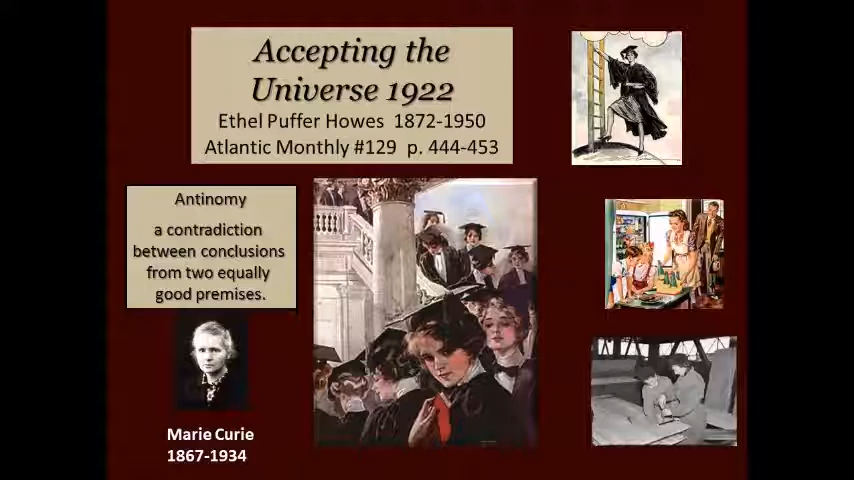 Accepting the
Universe 1922
Ethel Puffer Howes 1872-1950
Atlantic Monthly #129 p. 444-453
Antinomy
a contradiction
between conclusions
from two equally
good premises.
Marie Curie
1867-1934